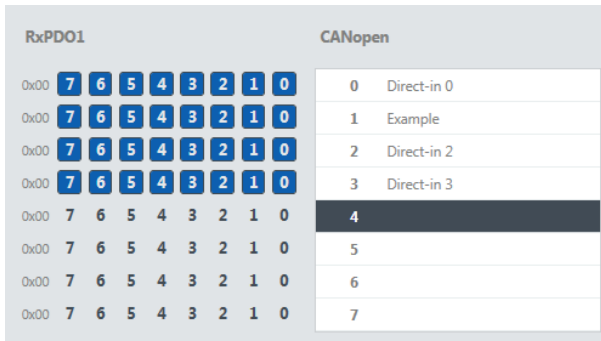 RxPDO1 CANopen
0x00 7 6 5 4 3 2 1 0 0 Direct-in 0
0x00 7 6 5 4 3 2 1 0 1 Example
0x00 7 6 5 4 3 2 1 0 2 Direct-in 2
0x00 7 6 5 4 3 2 1 0 3 Direct-in 3
0x00 7 6 5 4 3 2 1 0 4
0x00 7 6 5 4 3 2 1 0 5
0x00 7 6 5 4 3 2 1 0 6
0x00 7 6 5 4 3 2 1 0 7